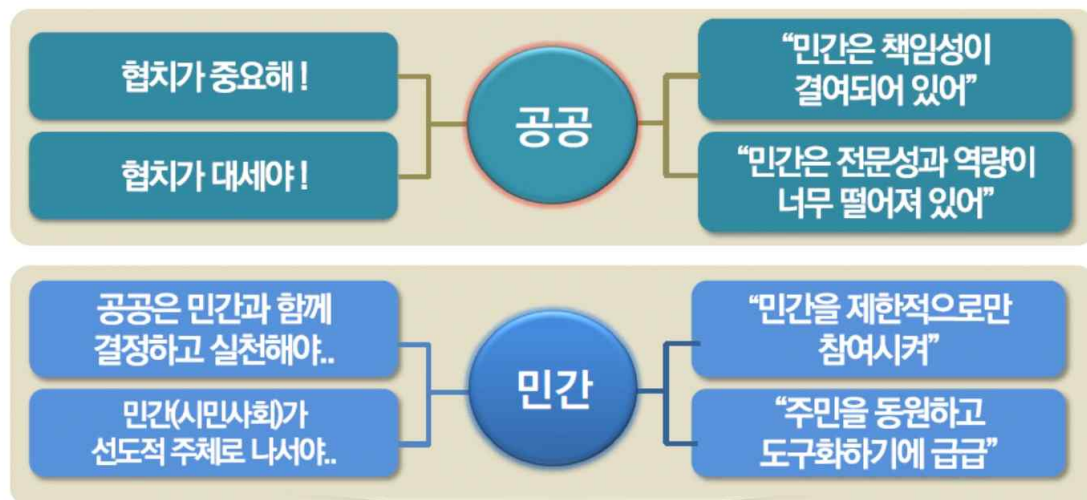 협치가 중요해 !
협치가 대세야 !
공공
“민간은 책임성이
결여되어 있어”
“민간은 전문성과 역량이
너무 떨어져 있어”
공공은 민간과 함께
결정하고 실천해야..
민간(시민사회)가
선도적 주체로 나서야..
민간
“민간을 제한적으로만
참여시켜”
“주민을 동원하고
도구화하기에 급급”